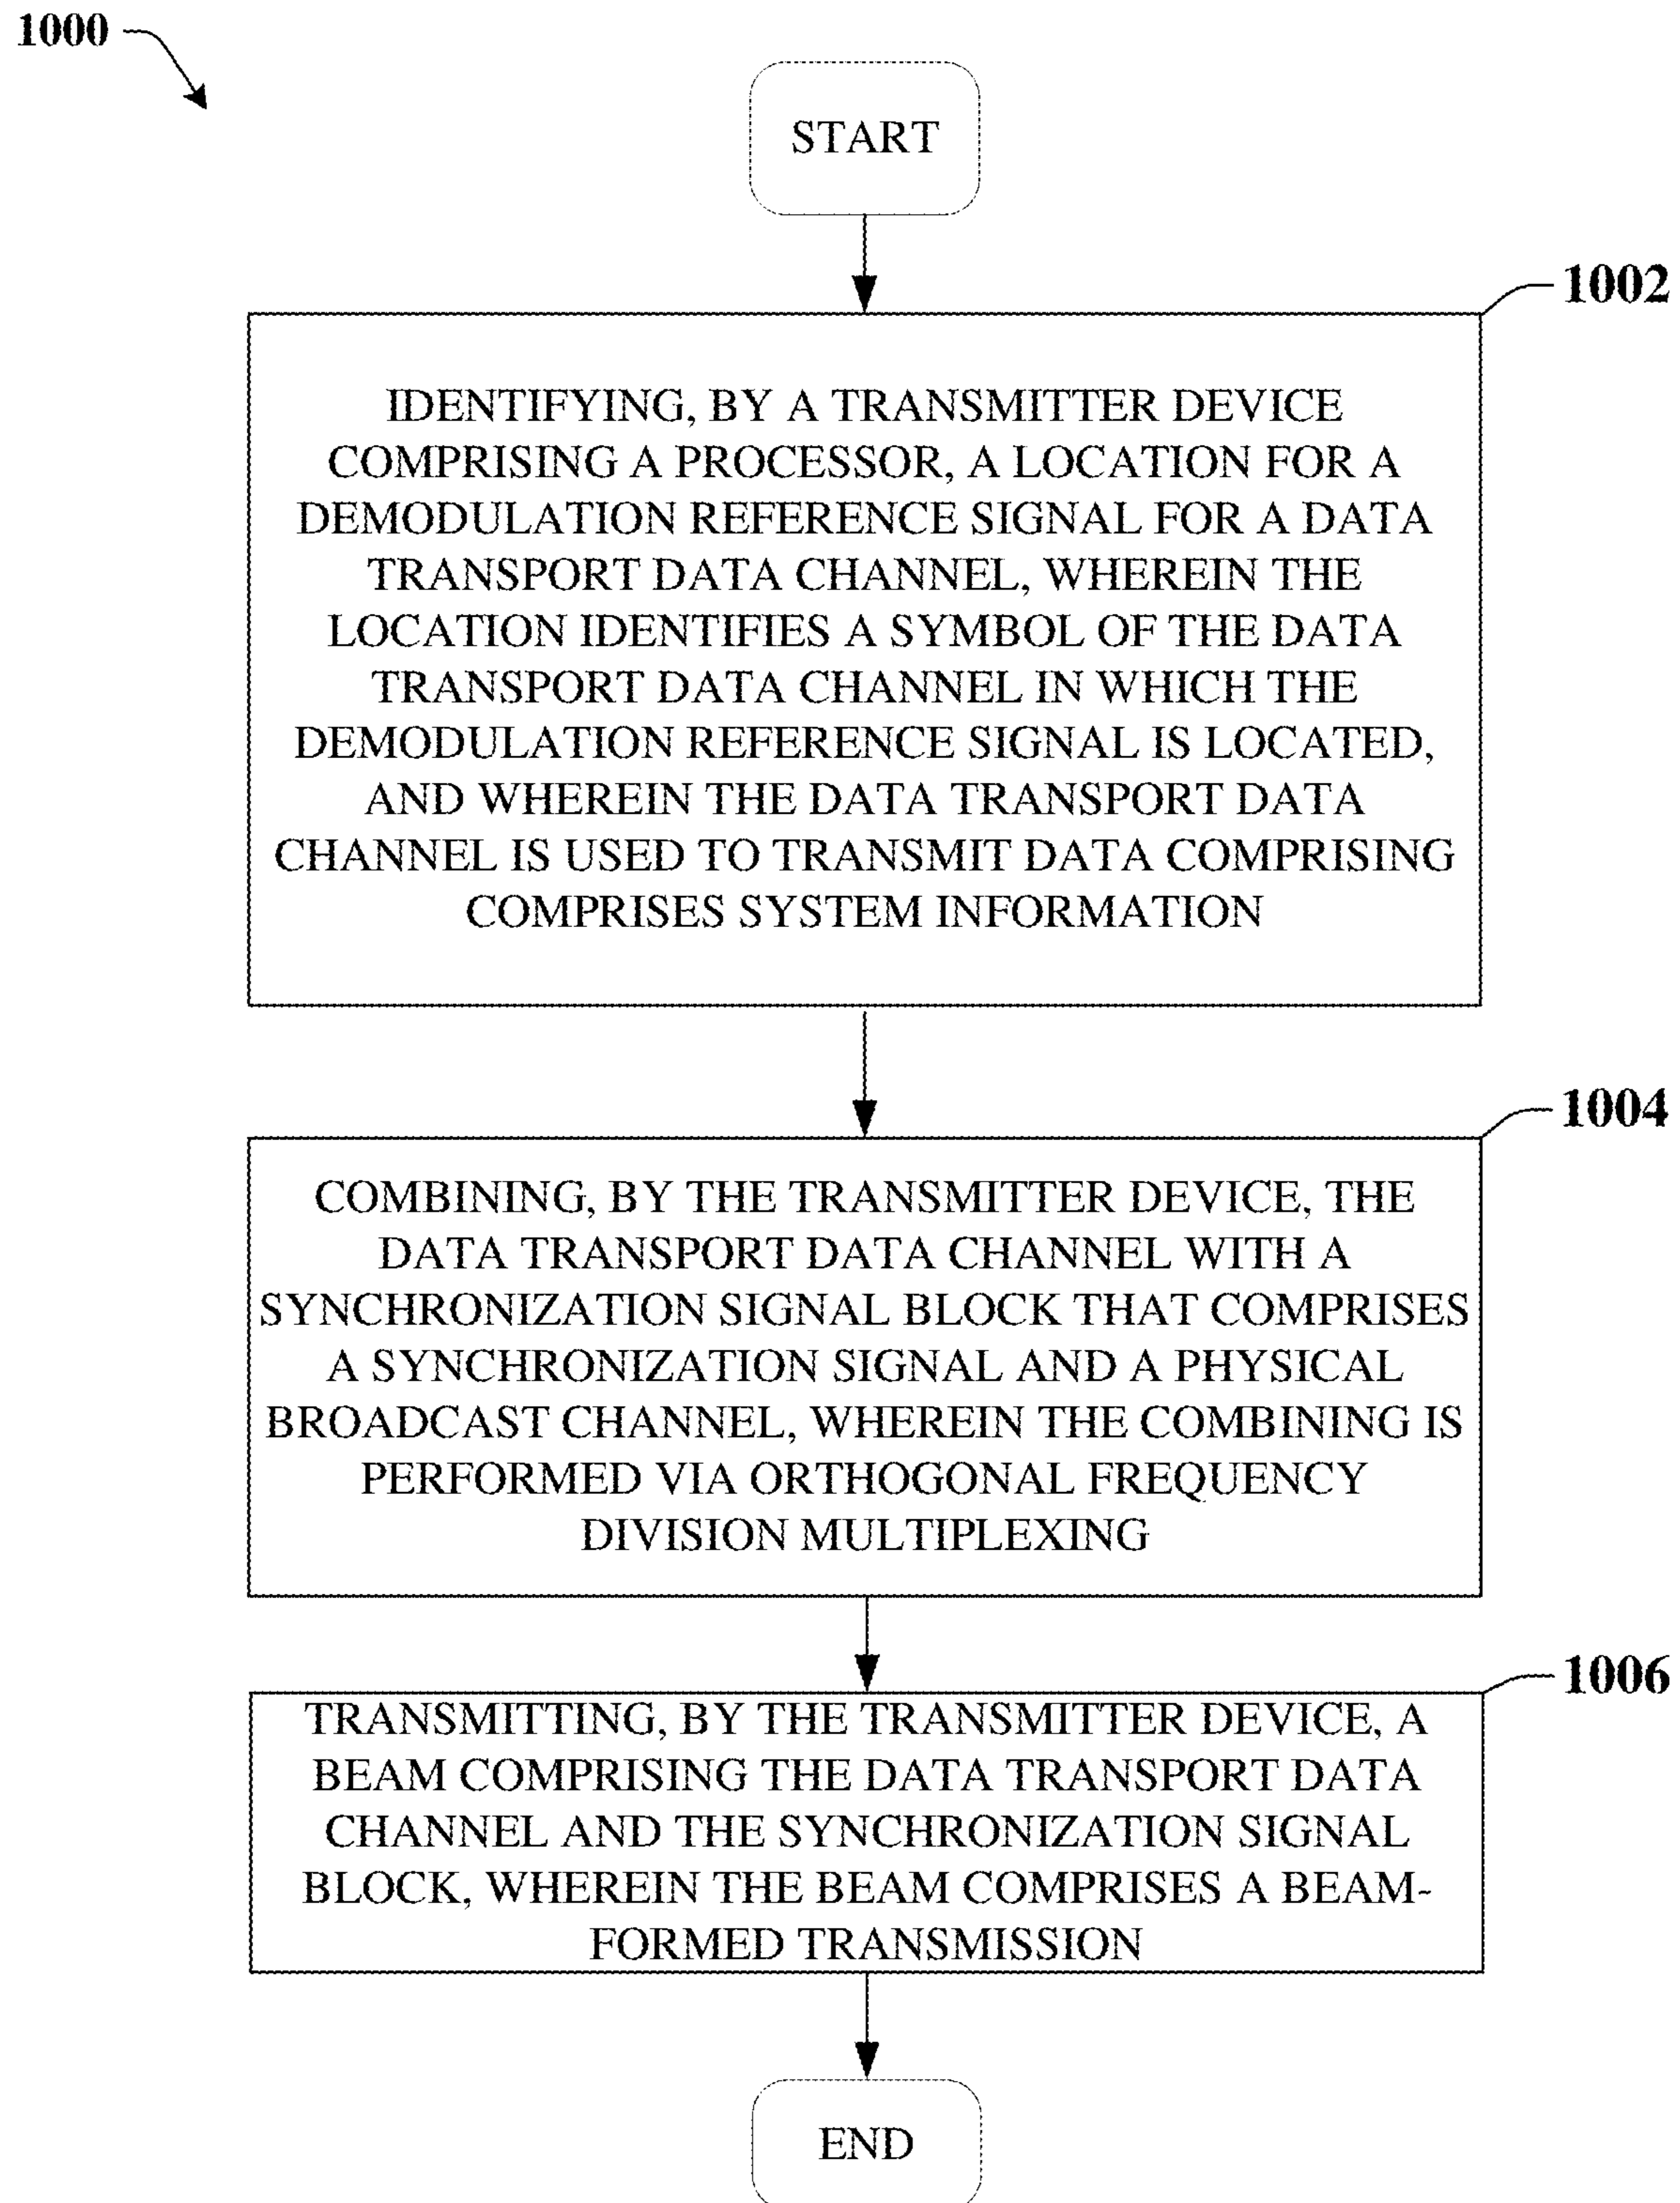 1000
START
1002
IDENTIFYING, BY A TRANSMITTER DEVICE
COMPRISING A PROCESSOR, A LOCATION FOR A
DEMODULATION REFERENCE SIGNAL FOR A DATA
TRANSPORT DATA CHANNEL, WHEREIN THE
LOCATION IDENTIFIES A SYMBOL OF THE DATA
TRANSPORT DATA CHANNEL IN WHICH THE
DEMODULATION REFERENCE SIGNAL IS LOCATED,
AND WHEREIN THE DATA TRANSPORT DATA
CHANNEL IS USED TO TRANSMIT DATA COMPRISING
COMPRISES SYSTEM INFORMATION
1004
COMBINING, BY THE TRANSMITTER DEVICE, THE
DATA TRANSPORT DATA CHANNEL WITH A
SYNCHRONIZATION SIGNAL BLOCK THAT COMPRISES
A SYNCHRONIZATION SIGNAL AND A PHYSICAL
BROADCAST CHANNEL, WHEREIN THE COMBINING IS
PERFORMED VIA ORTHOGONAL FREQUENCY
DIVISION MULTIPLEXING
1006
TRANSMITTING, BY THE TRANSMITTER DEVICE, A
BEAM COMPRISING THE DATA TRANSPORT DATA
CHANNEL AND THE SYNCHRONIZATION SIGNAL
BLOCK, WHEREIN THE BEAM COMPRISES A BEAM-
FORMED TRANSMISSION
END